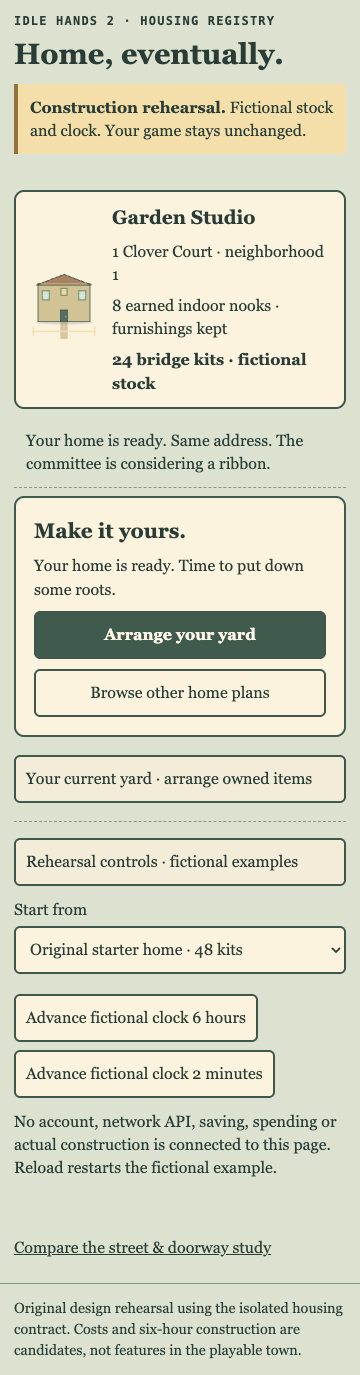 IDLE HANDS 2 · HOUSING REGISTRY
Home, eventually.
Construction rehearsal. Fictional stock
and clock. Your game stays unchanged.
Garden Studio
1 Clover Court · neighborhood
1
8 earned indoor nooks ·
furnishings kept
24 bridge kits · fictional
stock
Your home is ready. Same address. The
committee is considering a ribbon.
Make it yours.
Your home is ready. Time to put down
some roots.
Arrange your yard
Browse other home plans
Your current yard · arrange owned items
Rehearsal controls · fictional examples
Start from
Original starter home · 48 kits
Advance fictional clock 6 hours
Advance fictional clock 2 minutes
No account, network API, saving, spending or
actual construction is connected to this page.
Reload restarts the fictional example.
Compare the street & doorway study
Original design rehearsal using the isolated housing
contract. Costs and six-hour construction are
candidates, not features in the playable town.